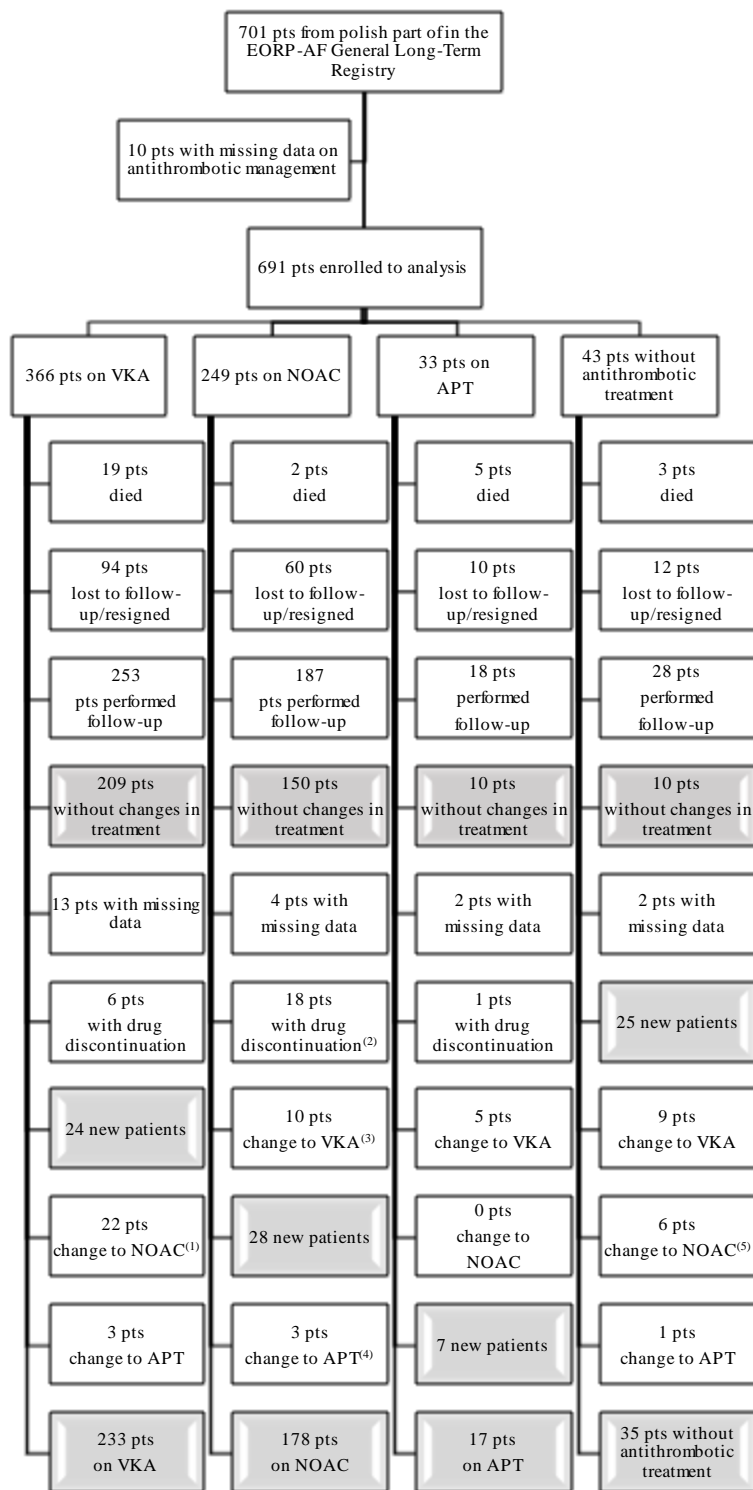 701 pts from polish part of in the
EORP-AF General Long-Term
Registry
10 pts with missing data on
antithrombotic management
691 pts enrolled to analysis
366 pts on VKA
249 pts on NOAC
33 pts on
APT
43 pts without
antithrombotic
treatment
19 pts
died
2 pts
died
5 pts
died
3 pts
died
94 pts
lost to follow-
up/resigned
60 pts
lost to follow-
up/resigned
10 pts
lost to follow-
up/resigned
12 pts
lost to follow-
up/resigned
253
pts performed
follow-up
187
pts performed
follow-up
18 pts
performed
follow-up
28 pts
performed
follow-up
209 pts
without changes in
treatment
150 pts
without changes in
treatment
10 pts
without changes in
treatment
10 pts
without changes in
treatment
13 pts with missing
data
4 pts with
missing data
2 pts with
missing data
2 pts with
missing data
6 pts
with drug
discontinuation
18 pts
with drug
discontinuation(2)
1 pts
with drug
discontinuation
25 new patients
24 new patients
10 pts
change to VKA(3)
5 pts
change to VKA
9 pts
change to VKA
22 pts
change to NOAC(1)
28 new patients
0 pts
change to
NOAC
6 pts
change to NOAC(5)
3 pts
change to APT
3 pts
change to APT(4)
7 new patients
1 pts
change to APT
233 pts
on VKA
178 pts
on NOAC
17 pts
on APT
35 pts without
antithrombotic
treatment